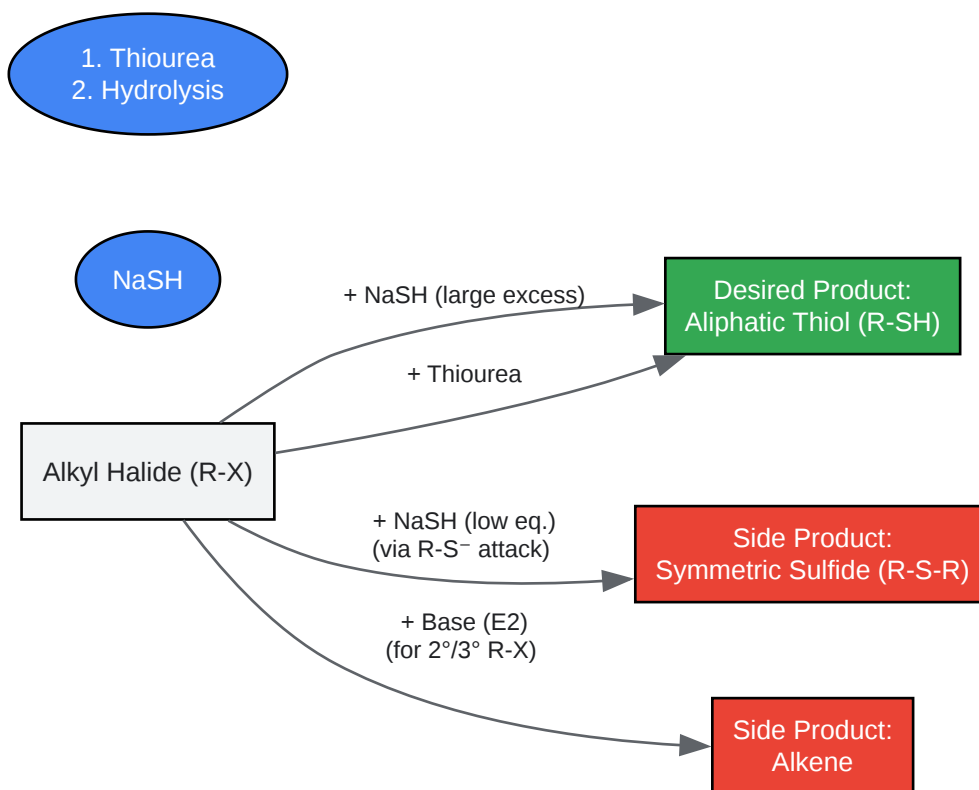 1. Thiourea
2. Hydrolysis
NaSH
+ NaSH (large excess)
Desired Product:
Aliphatic Thiol (R-SH)
+ Thiourea
Alkyl Halide (R-X)
+ NaSH (low eq.)
(via R-S⁻ attack)
Side Product:
Symmetric Sulfide (R-S-R)
+ Base (E2)
(for 2°/3° R-X)
Side Product:
Alkene